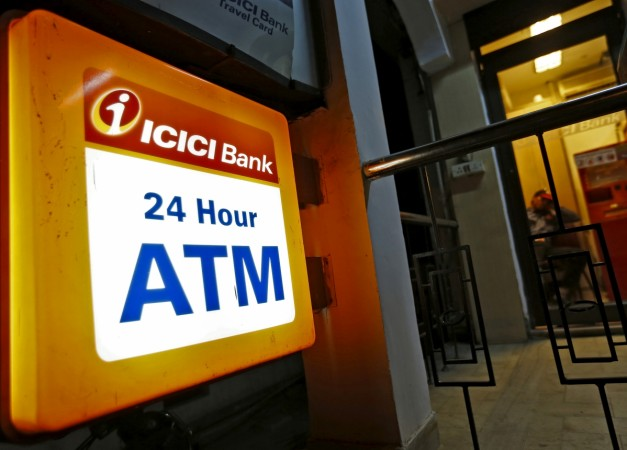 ICICI Bank
Travel Card
i ICICI Bank
24 Hour
ATM